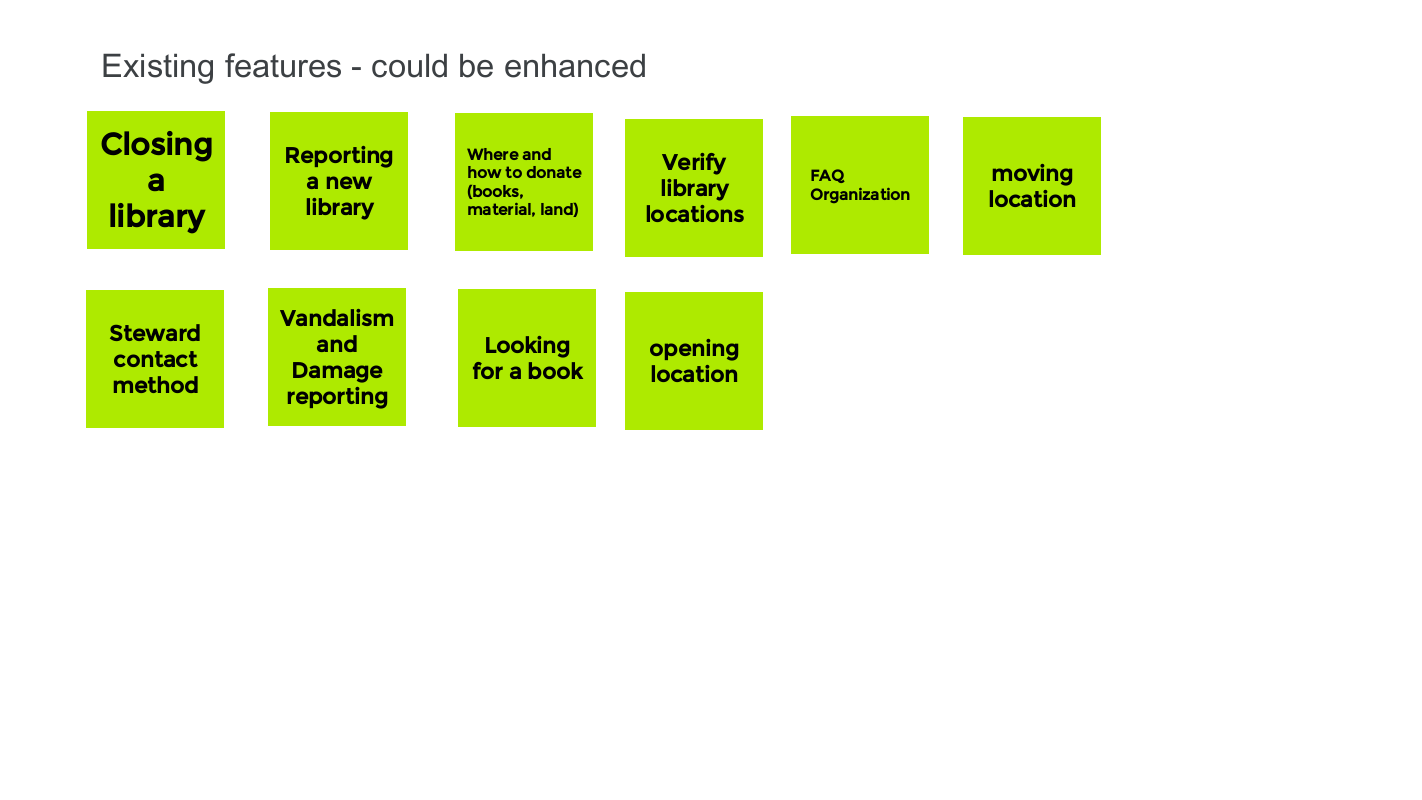 Existing features - could be enhanced
Closing
a
library
Reporting
a new
library
Where and
how to donate
(books,
material, land)
Verify
library
locations
FAQ
Organization
moving
location
Steward
contact
method
Vandalism
and
Damage
reporting
Looking
for a book
opening
location